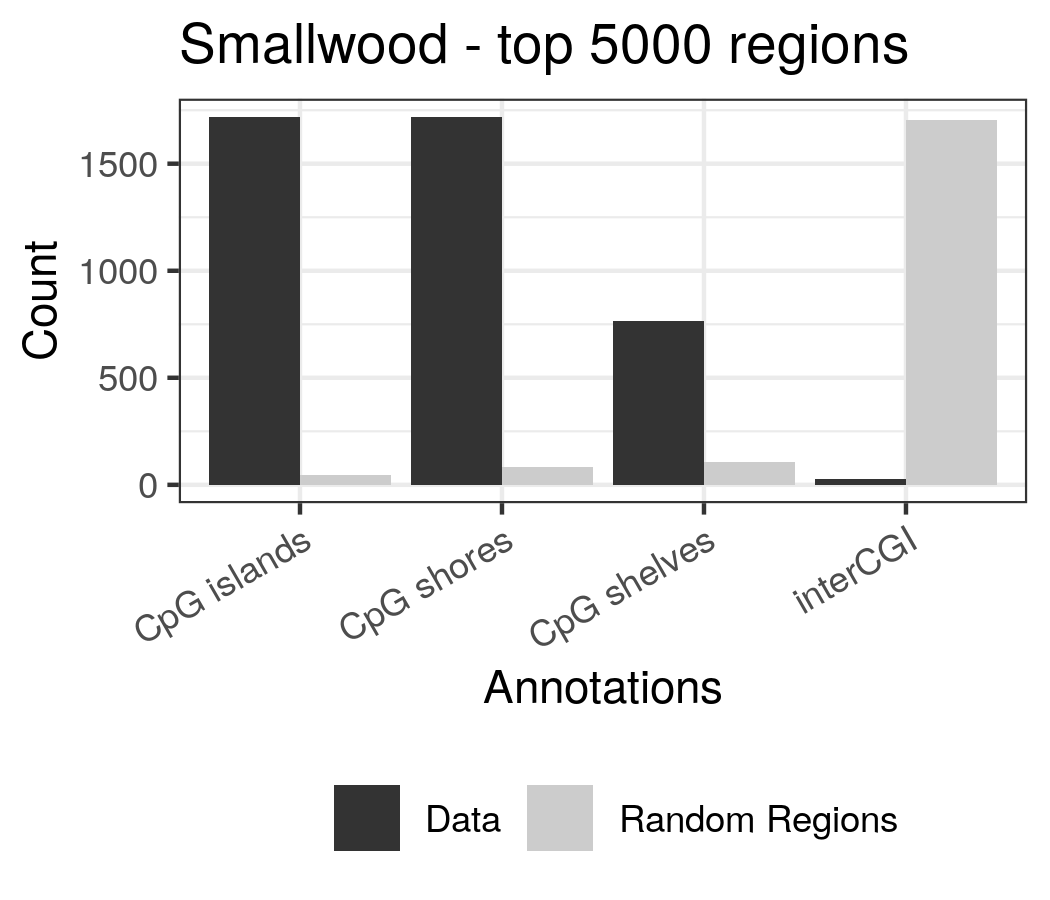 Smallwood - top 5000 regions
Count
1500
1000
500
0
CpG islands
CpG shores
CpG shelves
interCGI
Annotations
Data
Random Regions